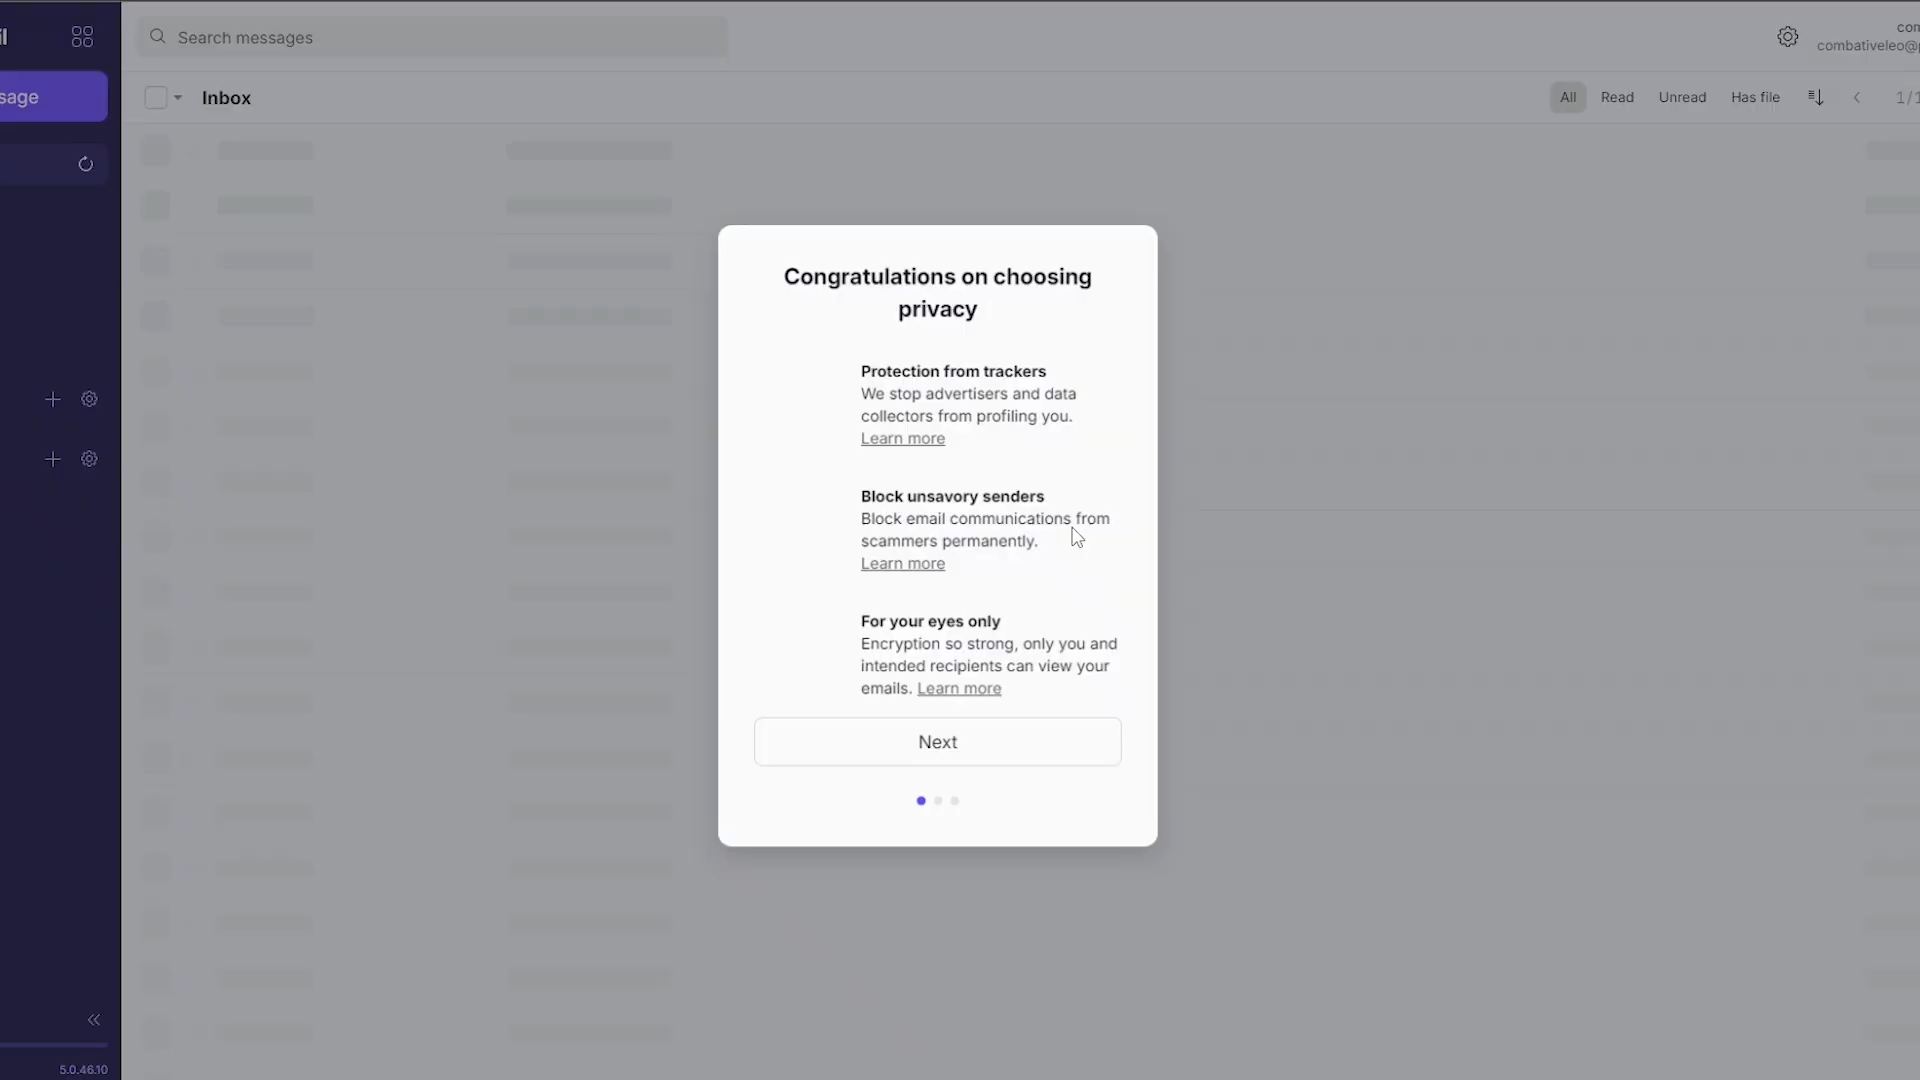 il
Search messages
com
combativeleo@p
sage
Inbox
All
Read
Unread
Has file
1/1
Congratulations on choosing
privacy
Protection from trackers
We stop advertisers and data
collectors from profiling you.
Learn more
Block unsavory senders
Block email communications from
scammers permanently.
Learn more
For your eyes only
Encryption so strong, only you and
intended recipients can view your
emails. Learn more
Next
5.0.46.10